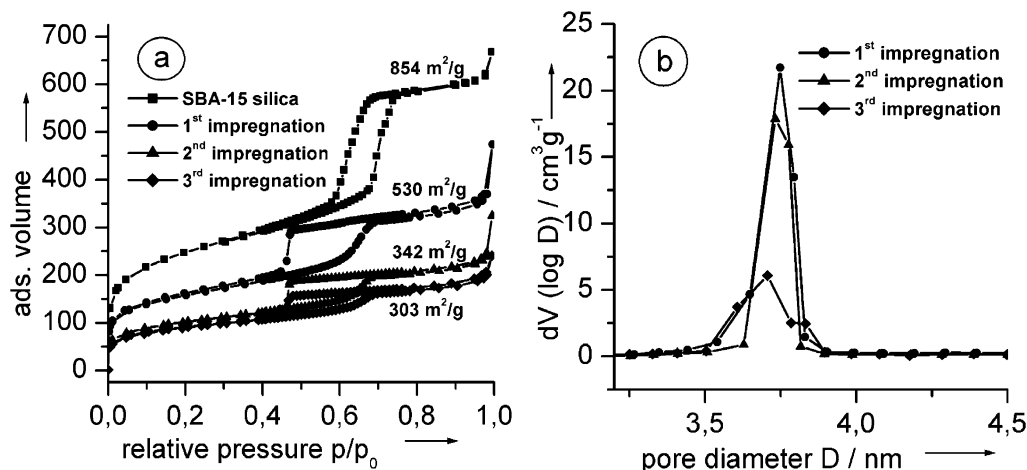 a
ads. volume
700
600
500
400
300
200
100
0
SBA-15 silica
1st impregnation
2nd impregnation
3rd impregnation
854 m²/g
530 m²/g
342 m²/g
303 m²/g
0,0 0,2 0,4 0,6 0,8 1,0
relative pressure p/p₀
b
dV (log D) / cm³g⁻¹
25
20
15
10
5
0
1st impregnation
2nd impregnation
3rd impregnation
3,5 4,0 4,5
pore diameter D / nm